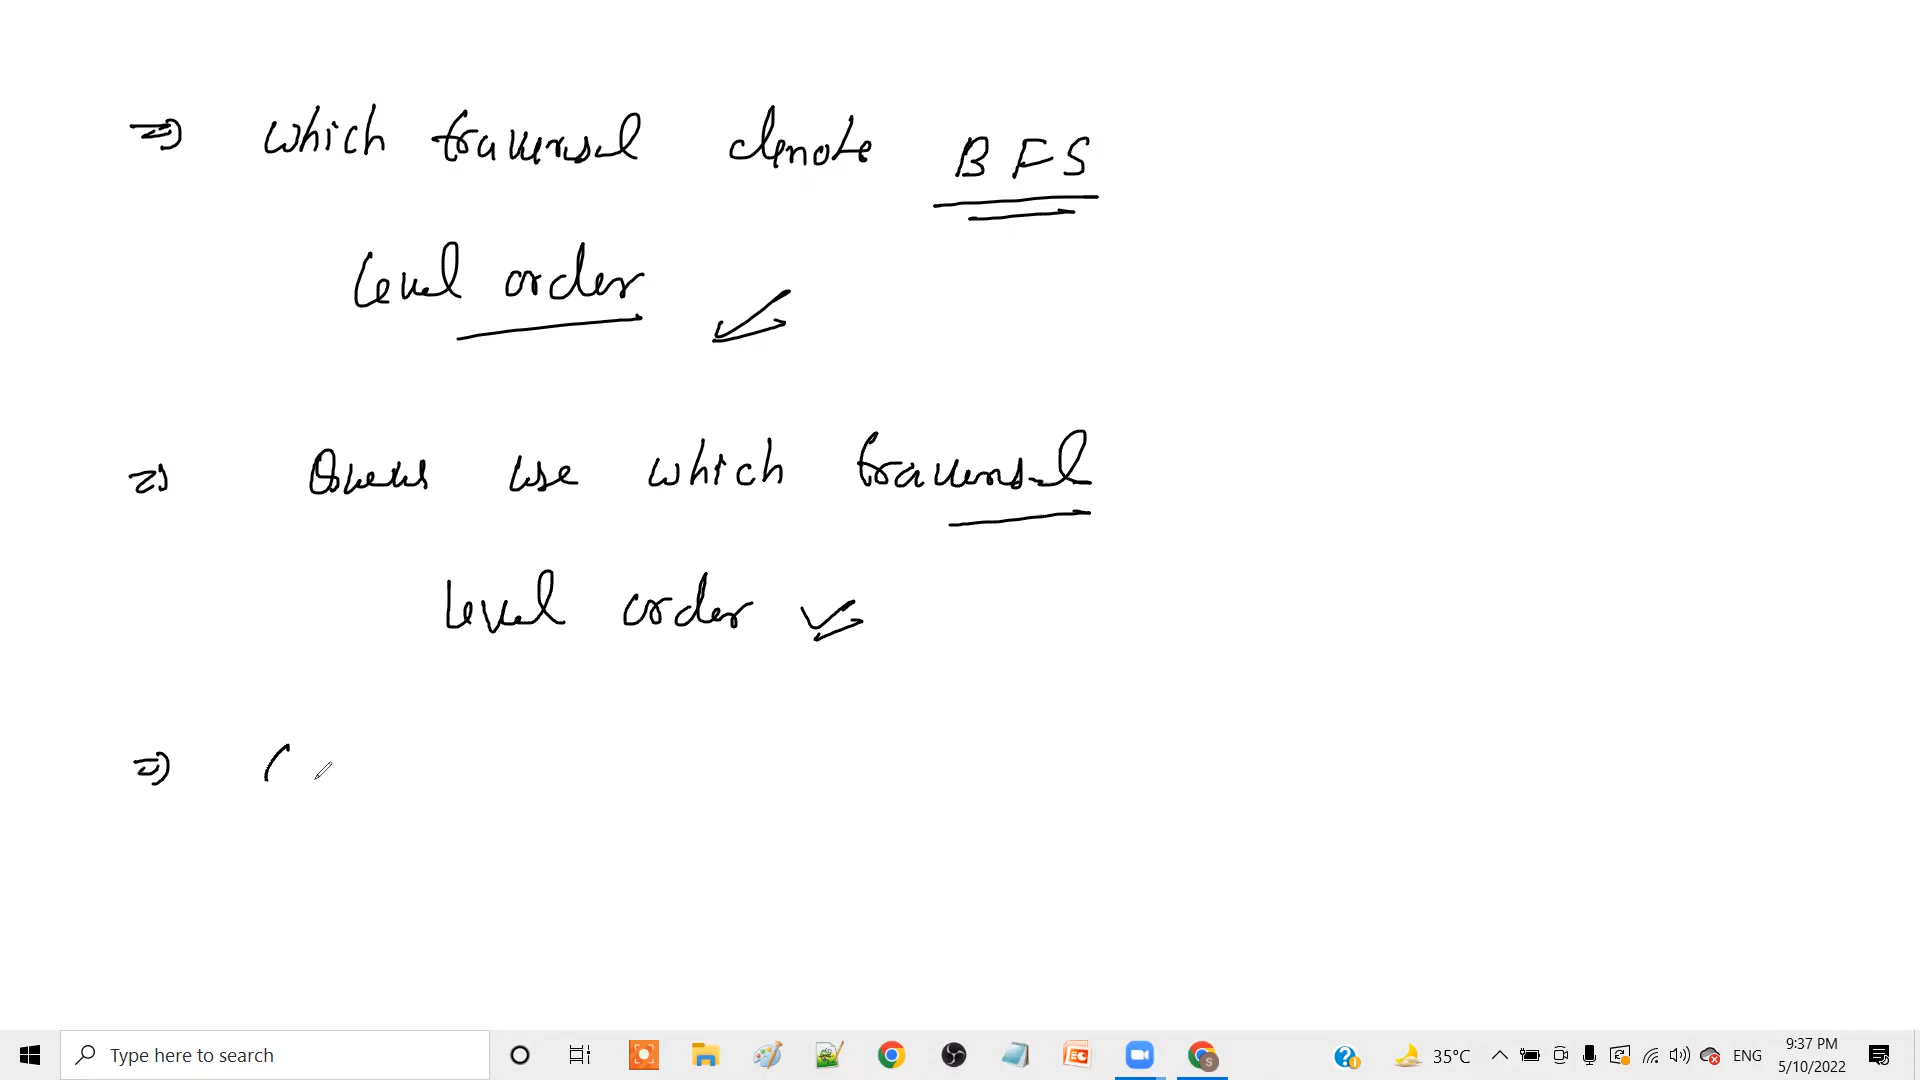 ⇒ which traversal denote BFS
level order
⇒ Queue use which traversal
level order
⇒ (
Type here to search
35°C
ENG
9:37 PM
5/10/2022